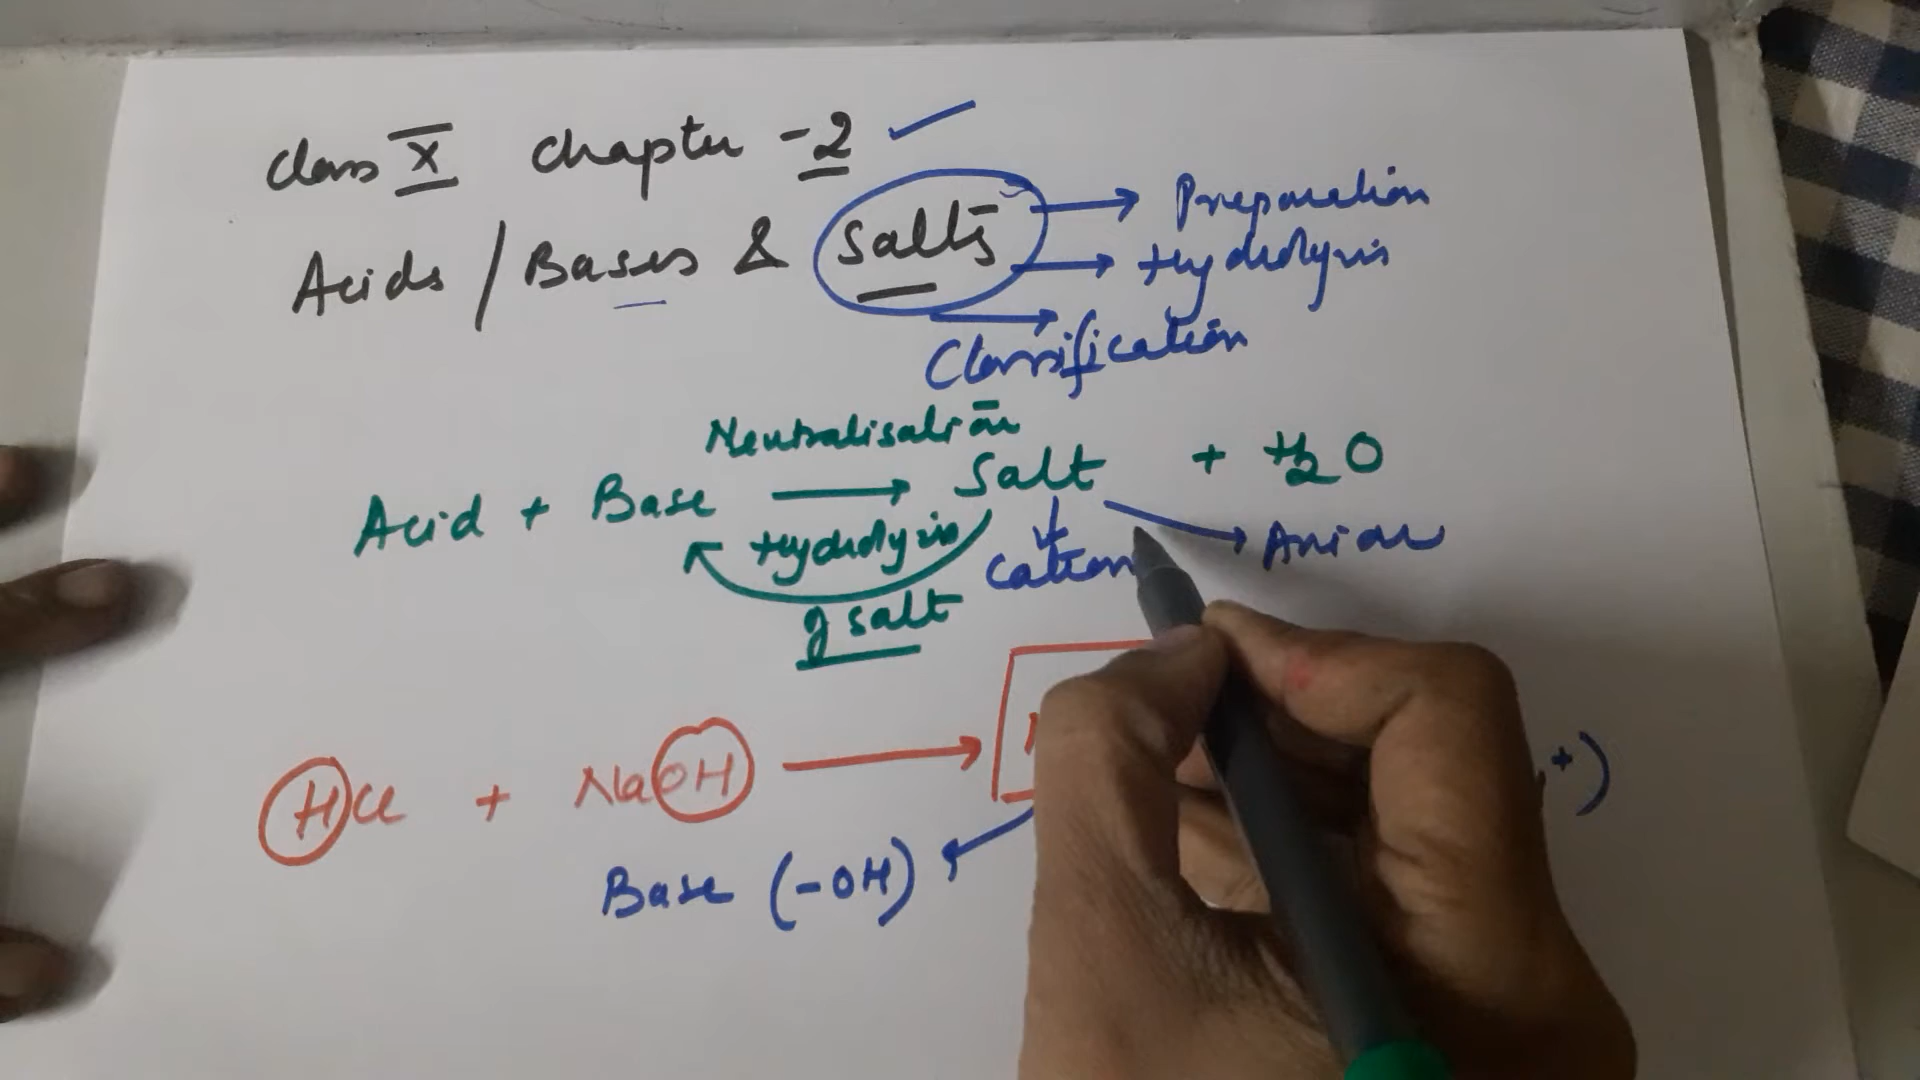 Class X Chapter - 2
Acids / Bases & Salts → Preparation
→ Hydrolysis
→ Classification
Neutralisation
Acid + Base → Salt + H2O
Hydrolysis
of salt
Cation
Anion
HCl + NaOH →
Base (-OH)
+)